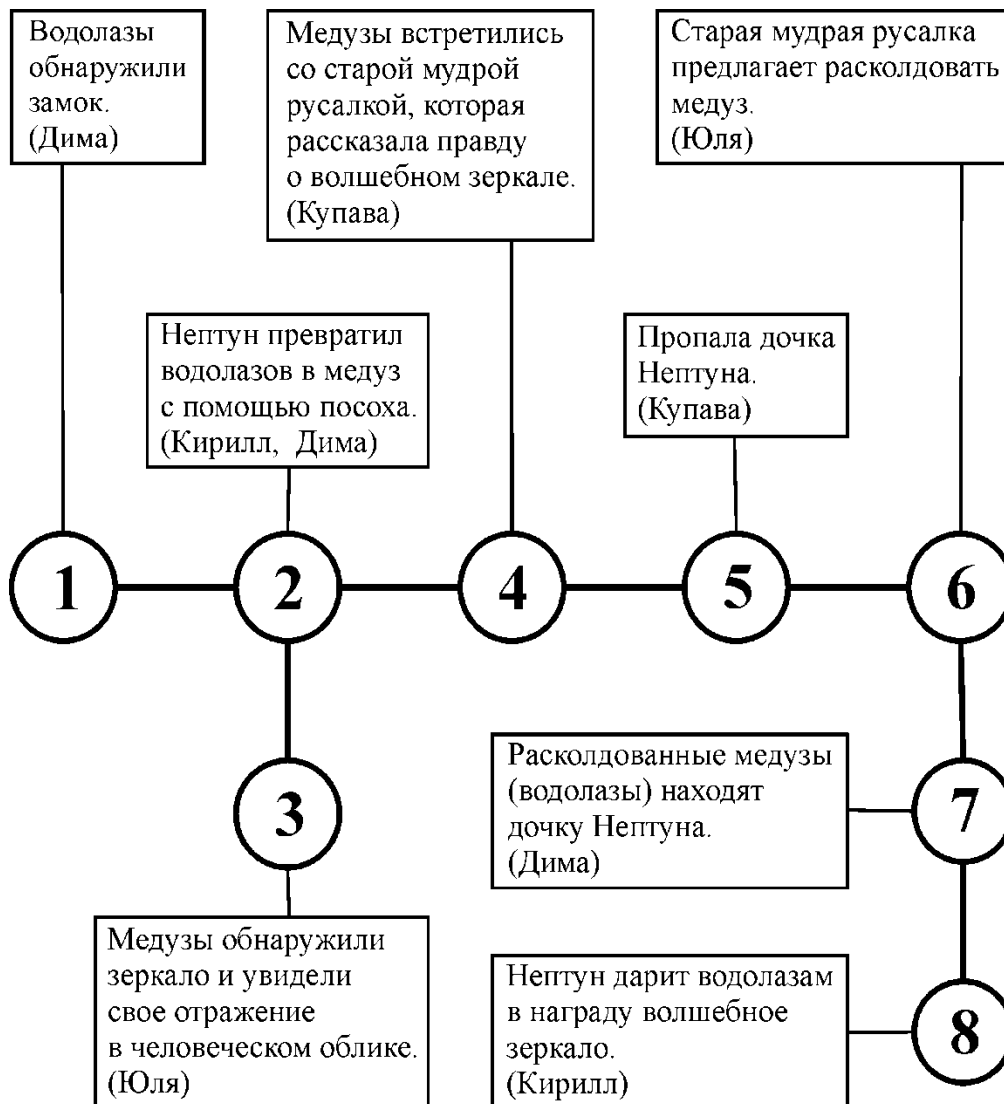 Водолазы
обнаружили
замок.
(Дима)
Медузы встретились
со старой мудрой
русалкой, которая
рассказала правду
о волшебном зеркале.
(Купава)
Старая мудрая русалка
предлагает расколдовать
медуз.
(Юля)
Нептун превратил
водолазов в медуз
с помощью посоха.
(Кирилл, Дима)
Пропала дочка
Нептуна.
(Купава)
1
2
4
5
6
3
Медузы обнаружили
зеркало и увидели
свое отражение
в человеческом облике.
(Юля)
Расколдованные медузы
(водолазы) находят
дочку Нептуна.
(Дима)
7
Нептун дарит водолазам
в награду волшебное
зеркало.
(Кирилл)
8